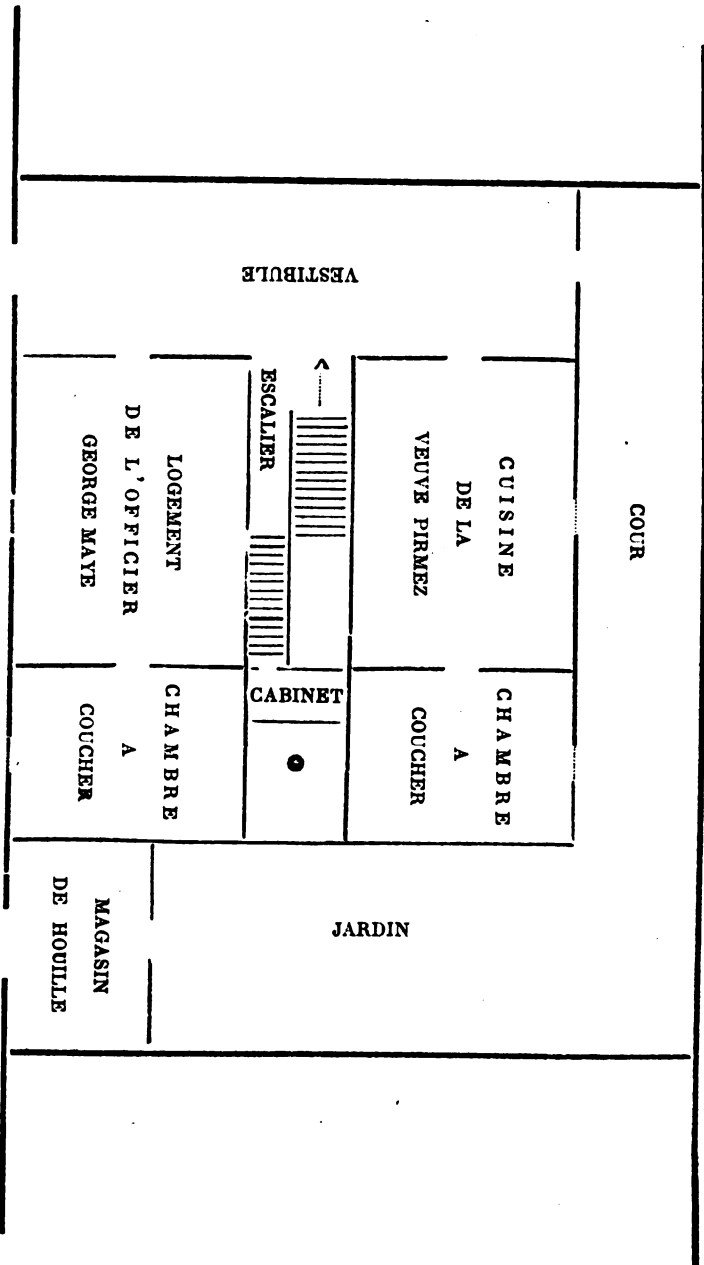 VESTIBULE
ESCALIER
LOGEMENT
DE L'OFFICIER
GEORGE MAYE
CUISINE
DE LA
VEUVE PIRMEZ
COUR
CABINET
CHAMBRE
A
COUCHER
CHAMBRE
A
COUCHER
MAGASIN
DE HOUILLE
JARDIN